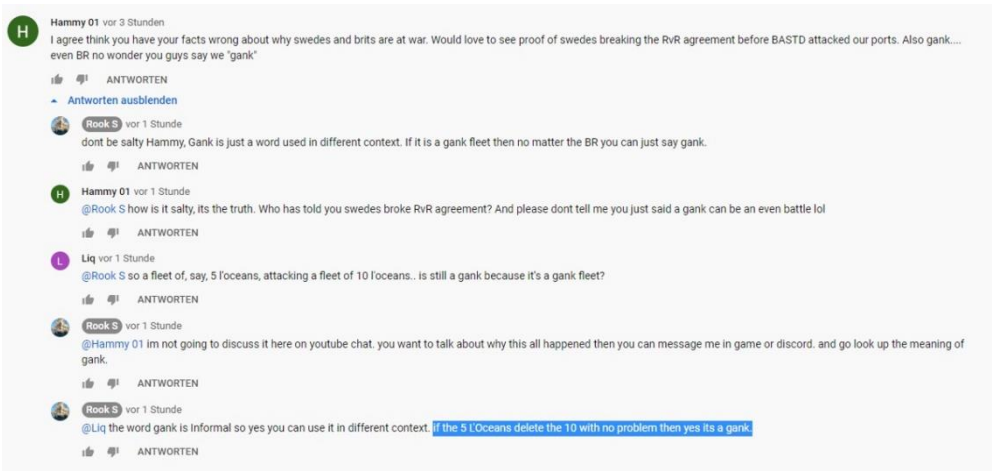 H
Hammy 01 vor 3 Stunden
I agree think you have your facts wrong about why swedes and brits are at war. Would love to see proof of swedes breaking the RvR agreement before BASTD attacked our ports. Also gank....
even BR no wonder you guys say we "gank"
ANTWORTEN
Antworten ausblenden
Rook S vor 1 Stunde
dont be salty Hammy, Gank is just a word used in different context. If it is a gank fleet then no matter the BR you can just say gank.
ANTWORTEN
H
Hammy 01 vor 1 Stunde
@Rook S how is it salty, its the truth. Who has told you swedes broke RvR agreement? And please dont tell me you just said a gank can be an even battle lol
ANTWORTEN
L
Liq vor 1 Stunde
@Rook S so a fleet of, say, 5 l'oceans, attacking a fleet of 10 l'oceans.. is still a gank because it's a gank fleet?
ANTWORTEN
Rook S vor 1 Stunde
@Hammy 01 im not going to discuss it here on youtube chat. you want to talk about why this all happened then you can message me in game or discord. and go look up the meaning of
gank.
ANTWORTEN
Rook S vor 1 Stunde
@Liq the word gank is Informal so yes you can use it in different context. if the 5 L'Oceans delete the 10 with no problem then yes its a gank.
ANTWORTEN